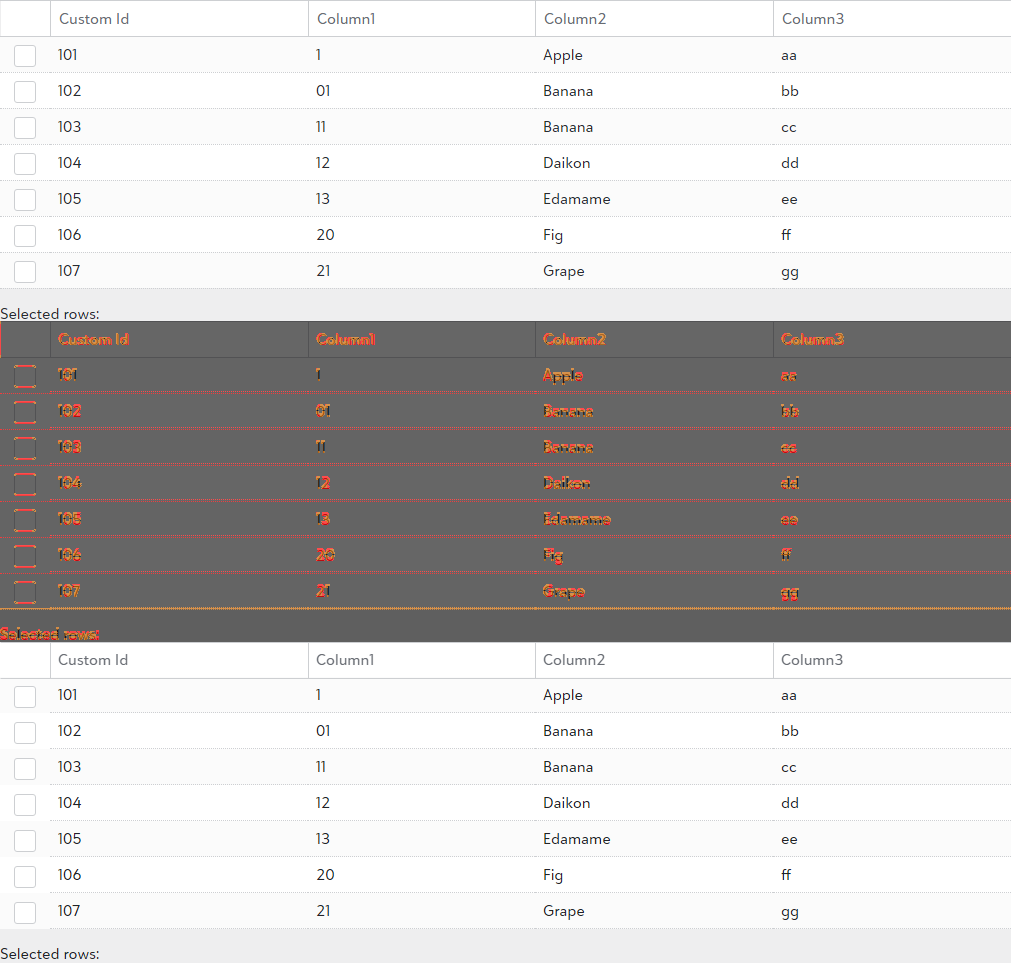 Custom Id Column1 Column2 Column3
101 1 Apple aa
102 01 Banana bb
103 11 Banana cc
104 12 Daikon dd
105 13 Edamame ee
106 20 Fig ff
107 21 Grape gg
Selected rows:
Custom Id Column1 Column2 Column3
101 1 Apple aa
102 01 Banana bb
103 11 Banana cc
104 12 Daikon dd
105 13 Edamame ee
106 20 Fig ff
107 21 Grape gg
Selected rows:
Custom Id Column1 Column2 Column3
101 1 Apple aa
102 01 Banana bb
103 11 Banana cc
104 12 Daikon dd
105 13 Edamame ee
106 20 Fig ff
107 21 Grape gg
Selected rows: